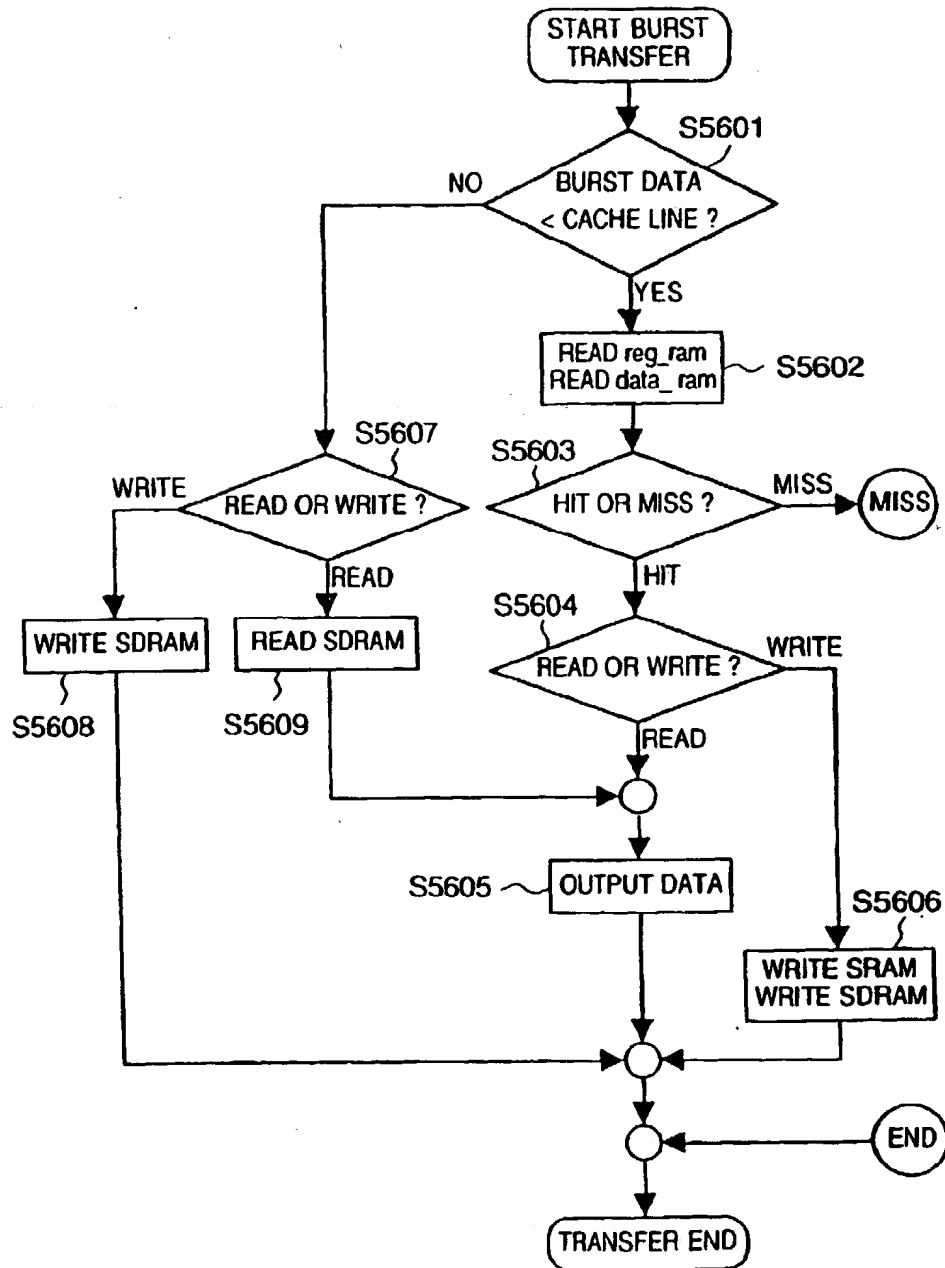 START BURST
TRANSFER
S5601
NO
BURST DATA
< CACHE LINE ?
YES
READ reg_ram
READ data_ ram
S5602
S5607
S5603
WRITE
READ OR WRITE ?
HIT OR MISS ?
MISS
MISS
READ
HIT
S5604
WRITE SDRAM
READ SDRAM
READ OR WRITE ?
WRITE
S5608
S5609
READ
S5605
OUTPUT DATA
S5606
WRITE SRAM
WRITE SDRAM
END
TRANSFER END